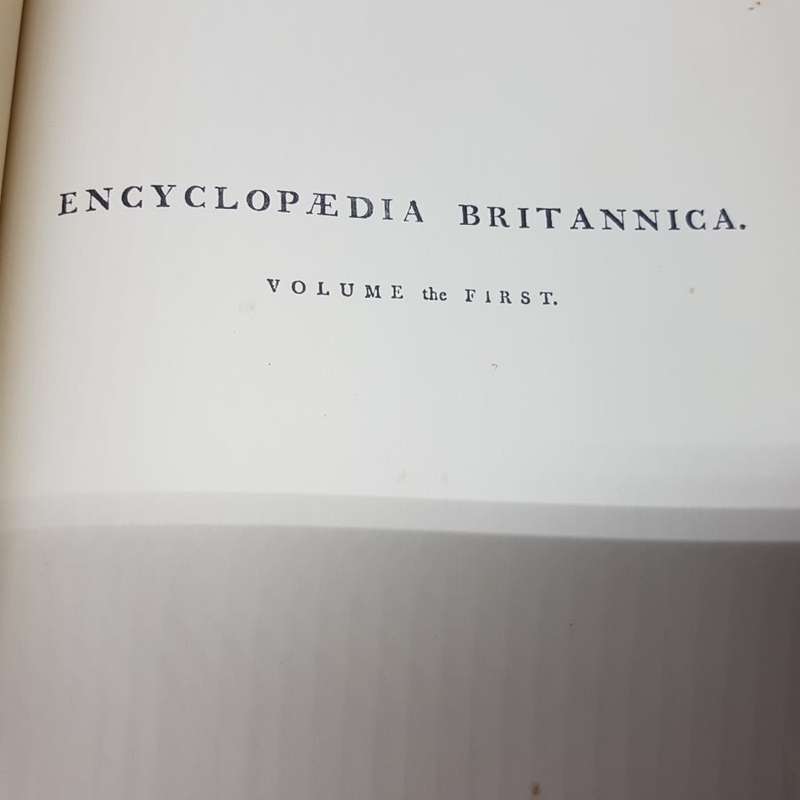 ENCYCLOPÆDIA BRITANNICA.
VOLUME the FIRST.